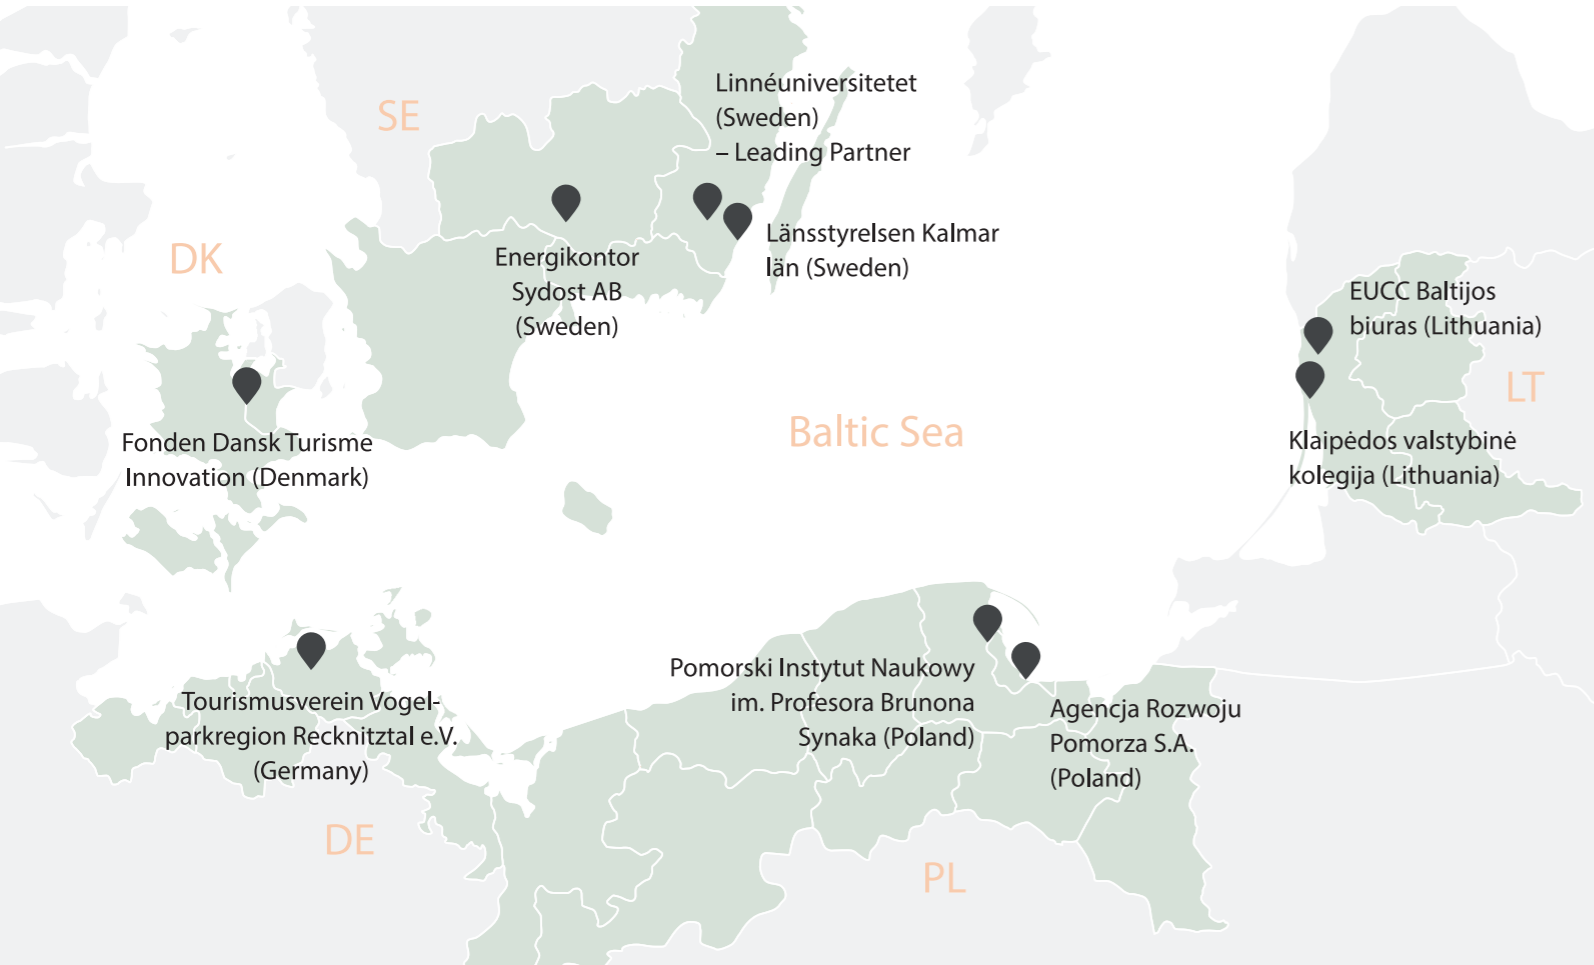 Linnéuniversitetet
(Sweden)
– Leading Partner
SE
Länsstyrelsen Kalmar
län (Sweden)
DK
Energikontor
Sydost AB
(Sweden)
EUCC Baltijos
biuras (Lithuania)
LT
Baltic Sea
Fonden Dansk Turisme
Innovation (Denmark)
Klaipėdos valstybinė
kolegija (Lithuania)
Tourismusverein Vogel-
parkregion Recknitztal e.V.
(Germany)
Pomorski Instytut Naukowy
im. Profesora Brunona
Synaka (Poland)
Agencja Rozwoju
Pomorza S.A.
(Poland)
DE
PL